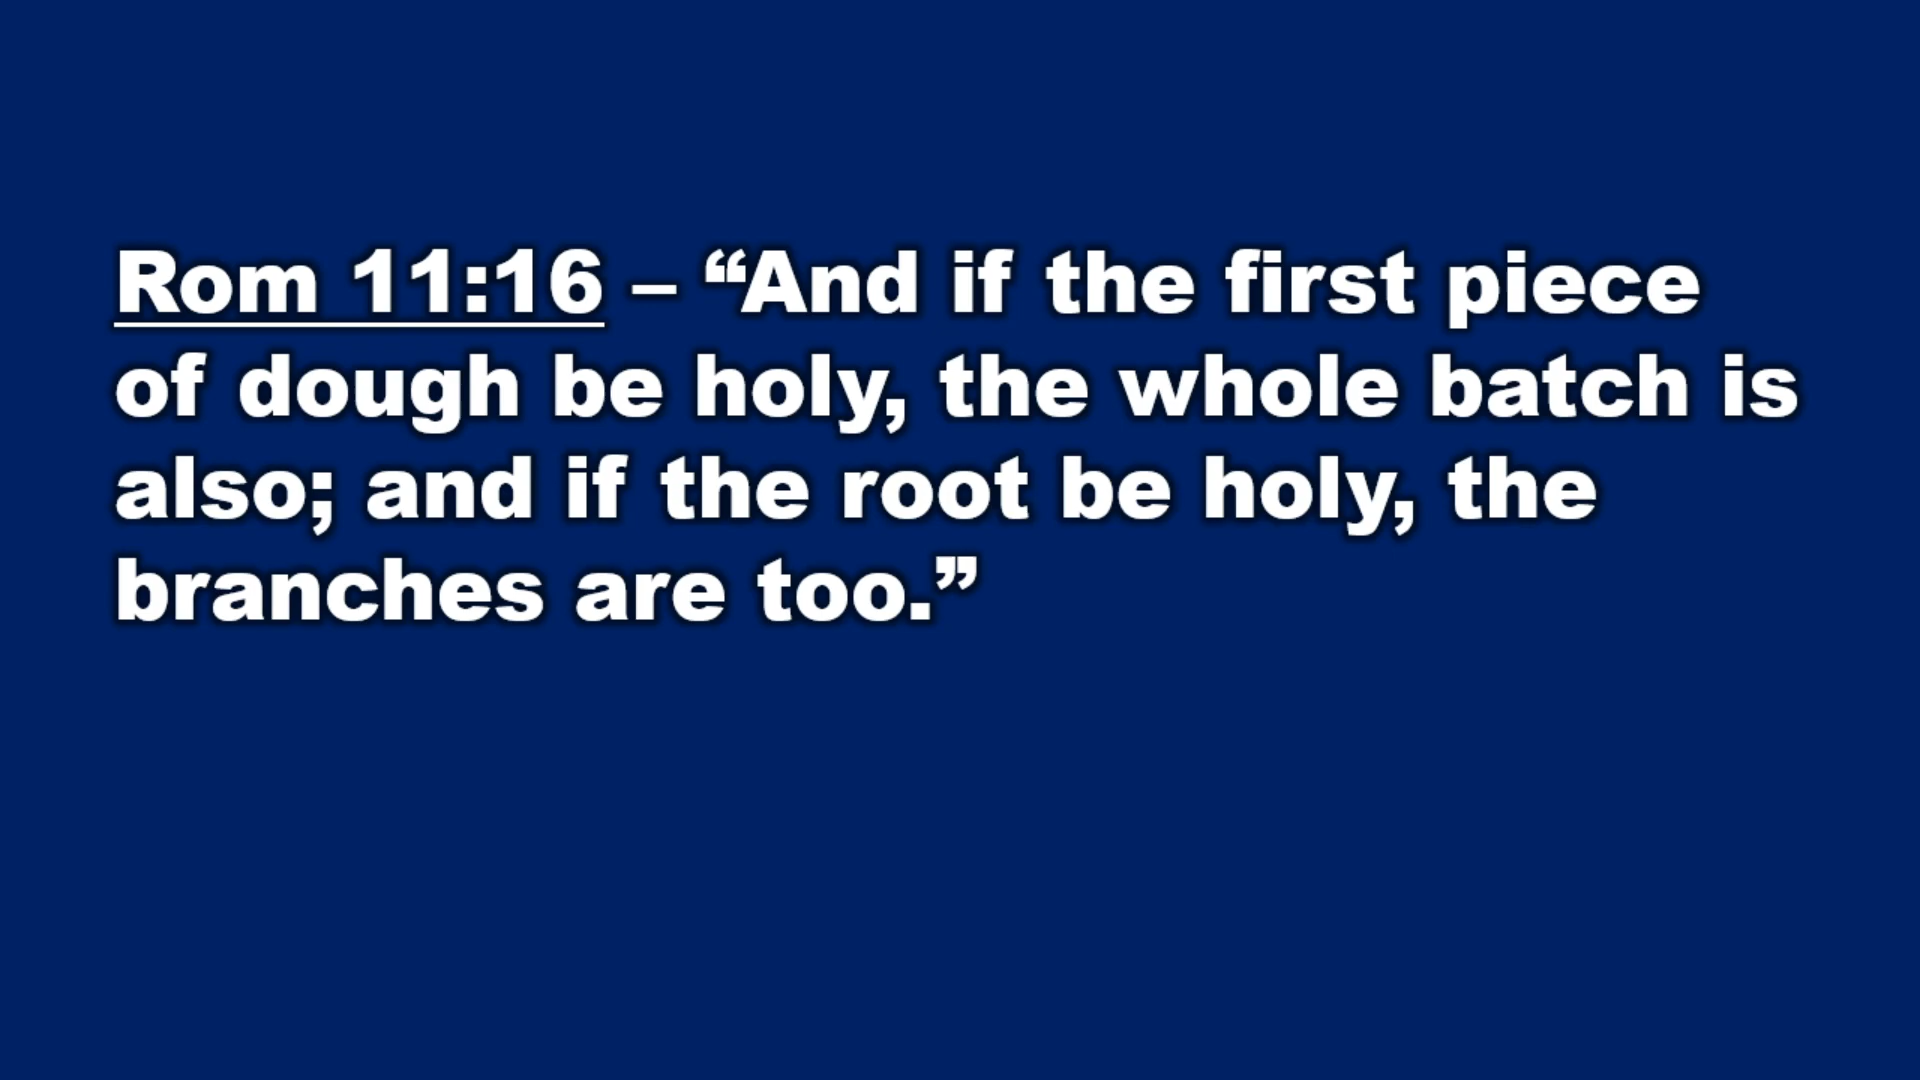 Rom 11:16 – “And if the first piece
of dough be holy, the whole batch is
also; and if the root be holy, the
branches are too.”